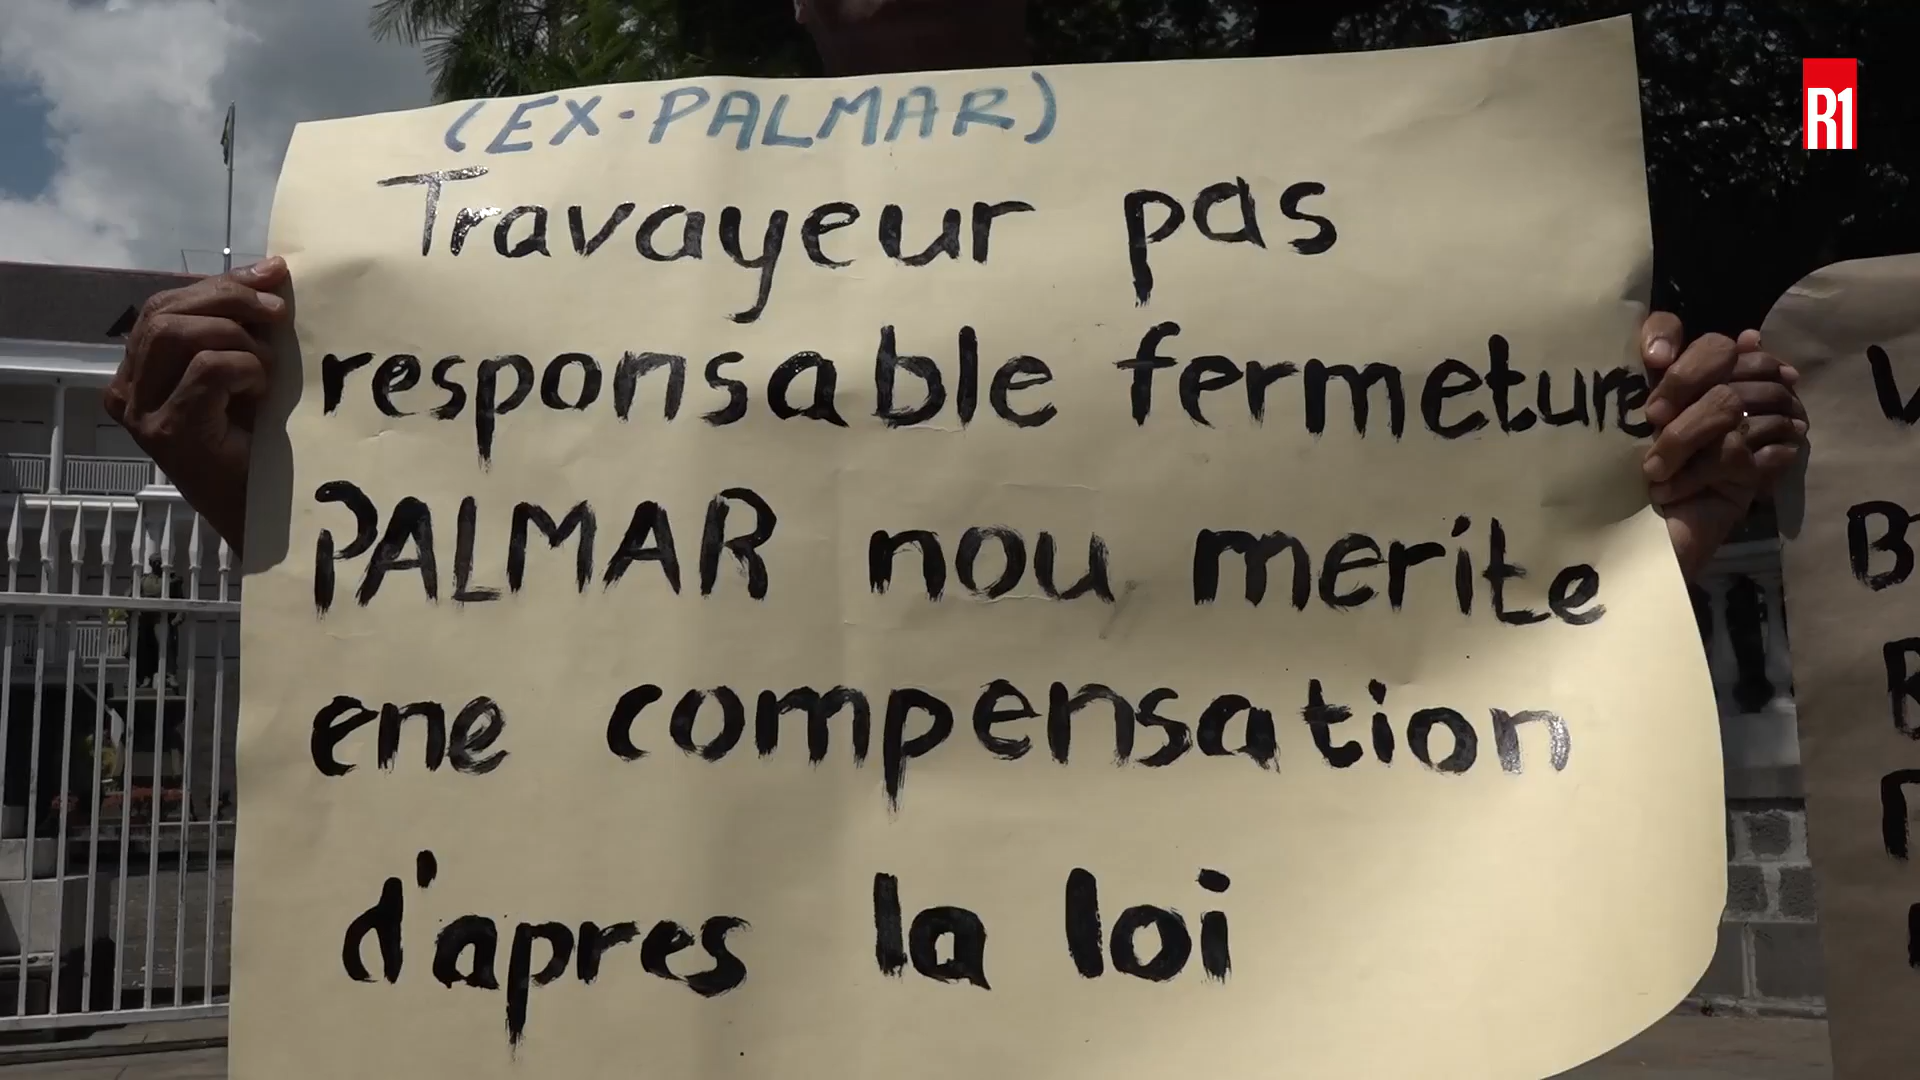 R1
(EX-PALMAR)
Travayeur pas
responsable fermeture
PALMAR nou merite
ene compensation
d'apres la loi